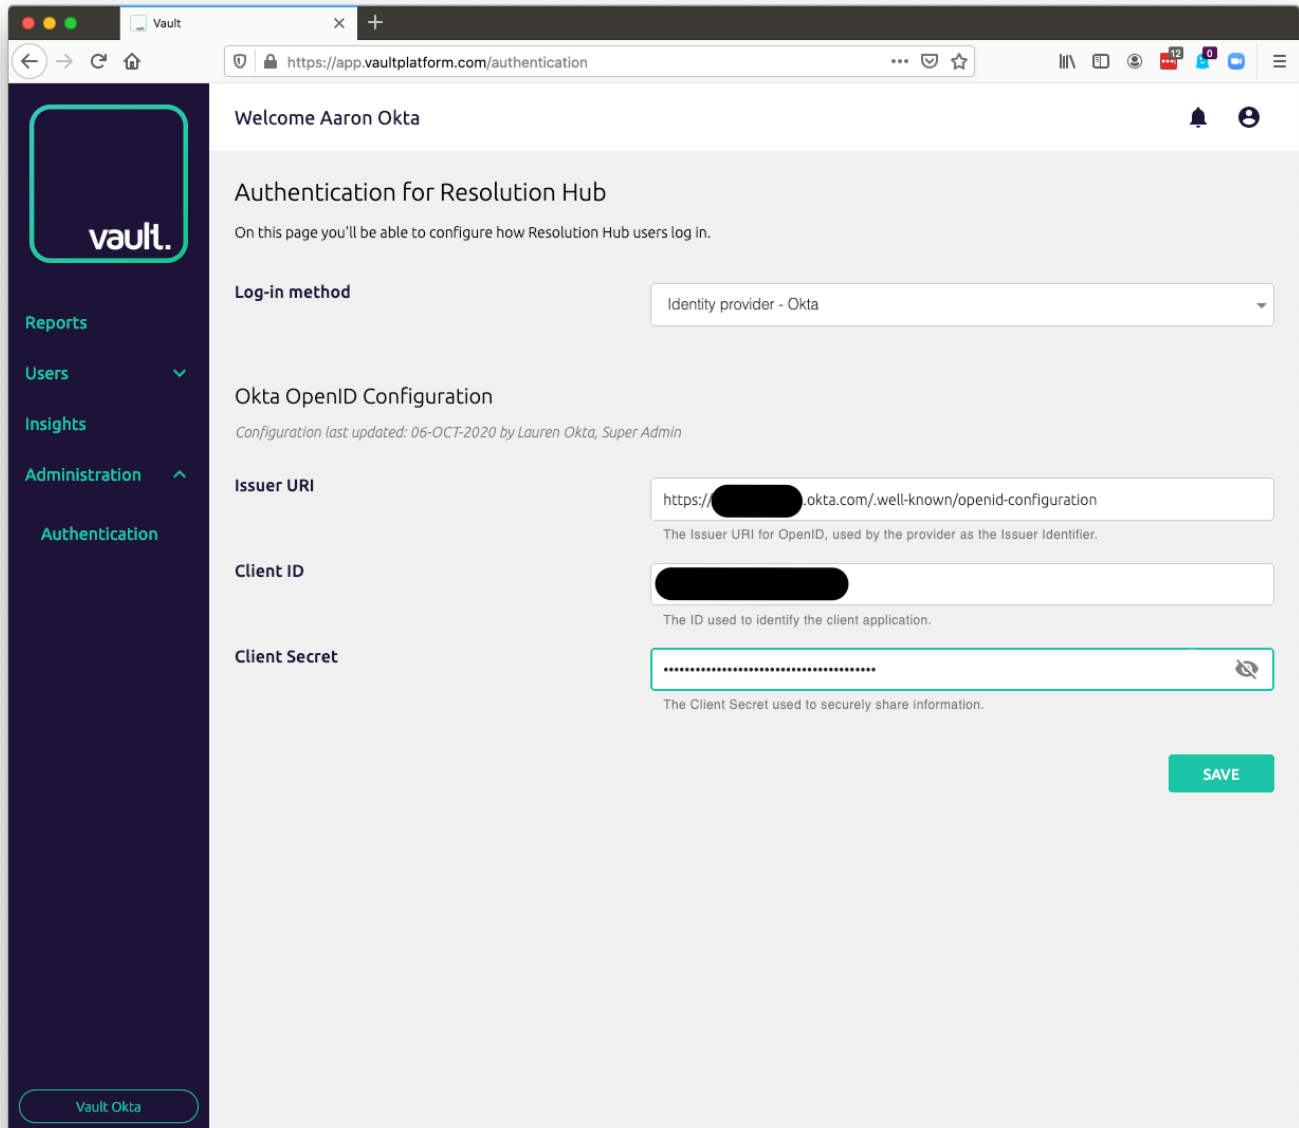 Vault
https://app.vaultplatform.com/authentication
12
0
vault.
Welcome Aaron Okta
Reports
Users
Insights
Administration
Authentication
Vault Okta
Authentication for Resolution Hub
On this page you'll be able to configure how Resolution Hub users log in.
Log-in method
Identity provider - Okta
Okta OpenID Configuration
Configuration last updated: 06-OCT-2020 by Lauren Okta, Super Admin
Issuer URI
https:// .okta.com/.well-known/openid-configuration
The Issuer URI for OpenID, used by the provider as the Issuer Identifier.
Client ID
The ID used to identify the client application.
Client Secret
The Client Secret used to securely share information.
SAVE